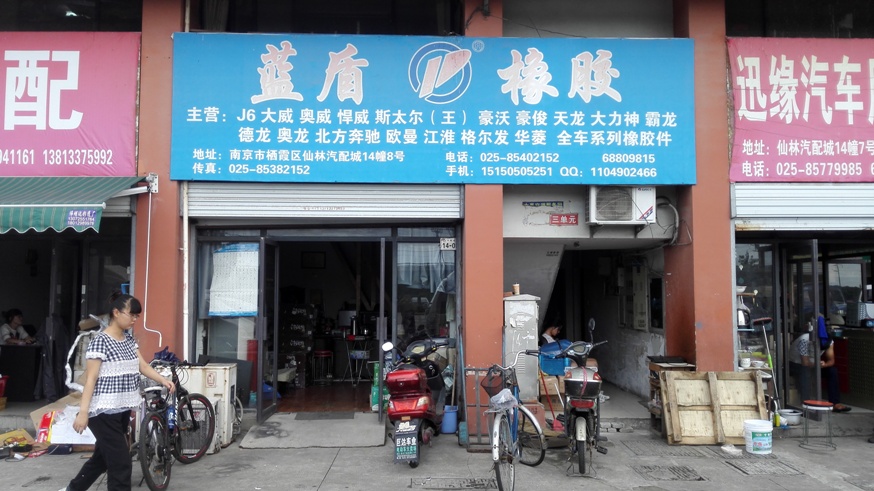 配
041161 13813375992
蓝盾 橡胶
主营：J6 大威 奥威 悍威 斯太尔（王）豪沃 豪俊 天龙 大力神 霸龙
德龙 奥龙 北方奔驰 欧曼 江淮 格尔发 华菱 全车系列橡胶件
地址：南京市栖霞区仙林汽配城14幢8号 电话：025-85402152 68809815
传真：025-85382152 手机：15150505251 QQ：1104902466
迅缘汽车
地址：仙林汽配城14幢7号
电话：025-85779985
三单元
14-0